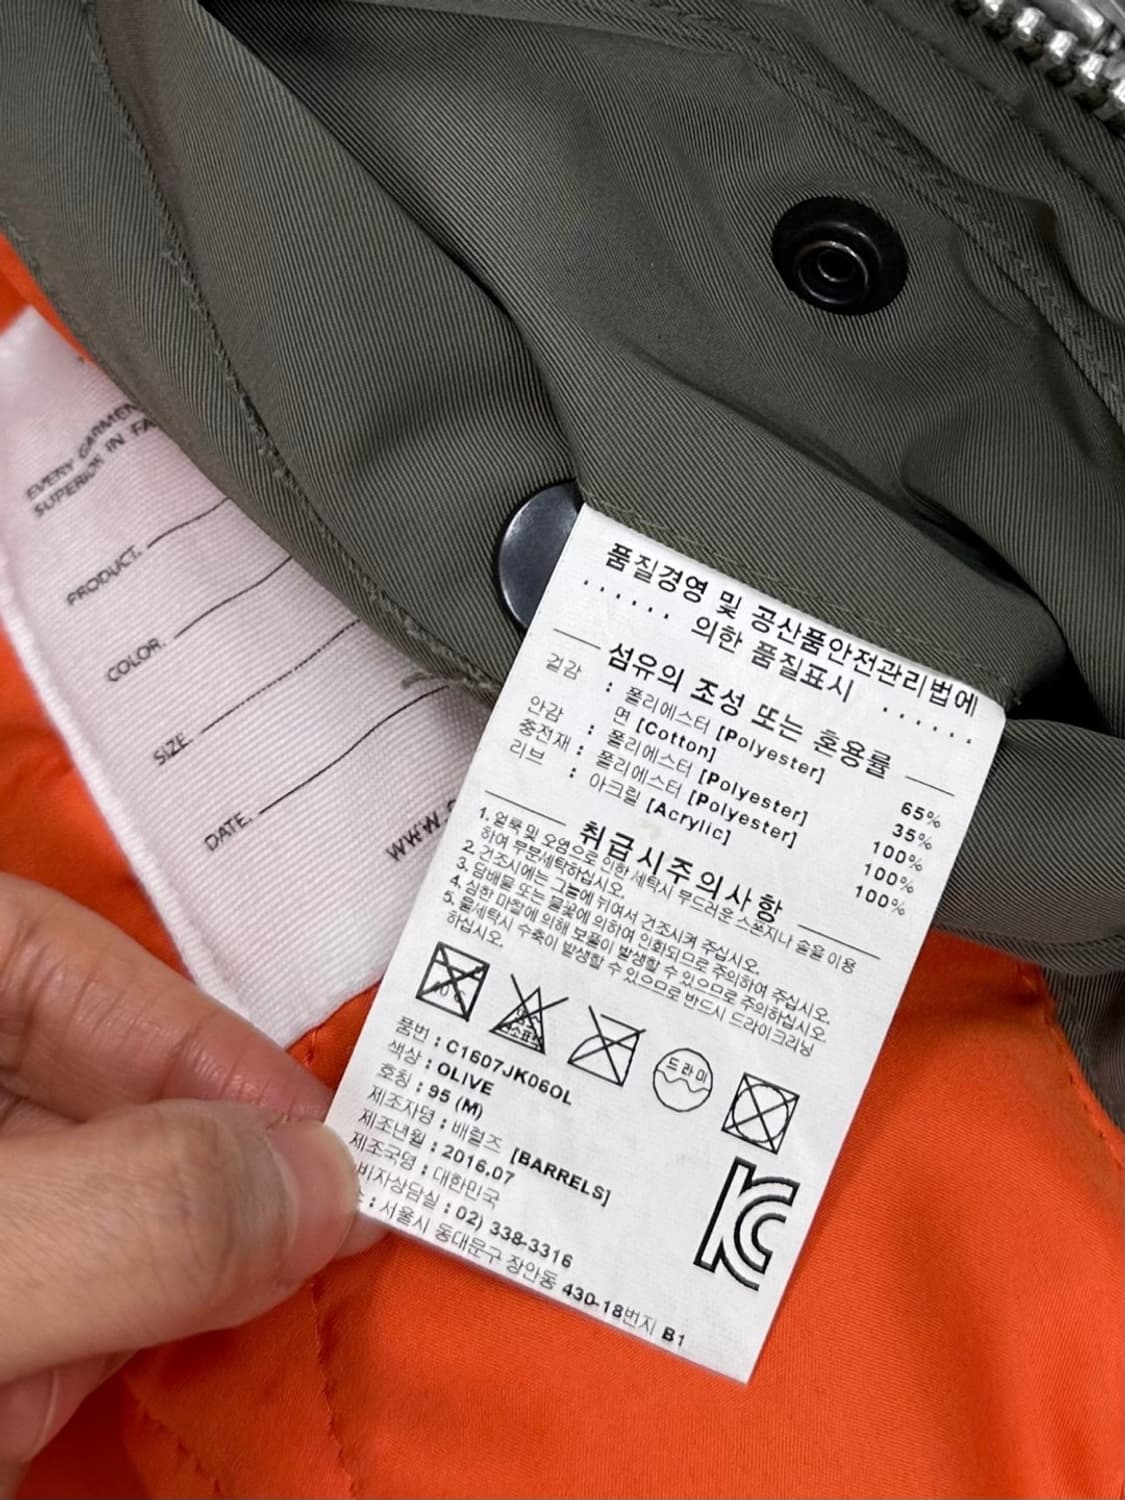 EVERY GARMEN
SUPERIOR IN FA
PRODUCT.
COLOR.
SIZE.
DATE.
WWW.
품질경영 및 공산품안전관리법에
...... 의한 품질표시 ......
섬유의 조성 또는 혼용률
겉감 : 폴리에스터 [Polyester] 65%
면 [Cotton] 35%
안감 : 폴리에스터 [Polyester] 100%
충전재 : 폴리에스터 [Polyester] 100%
리브 : 아크릴 [Acrylic] 100%
취급시주의사항
1. 얼룩 및 오염으로 인한 세탁시 부드러운 스폰지나 솔을 이용
하여 부분세탁하십시오.
2. 건조시에는 그늘에 뉘어서 건조시켜 주십시오.
3. 담배불 또는 불꽃에 의하여 인화되므로 주의하여 주십시오.
4. 심한 마찰에 의해 보풀이 발생할 수 있으므로 주의하십시오.
5. 물세탁시 수축이 발생할 수 있으므로 반드시 드라이크리닝
하십시오.
드라이
품번 : C1607JK06OL
색상 : OLIVE
호칭 : 95 (M)
제조자명 : 배럴즈 [BARRELS]
제조년월 : 2016.07
제조국명 : 대한민국
비자상담실 : 02) 338-3316
: 서울시 동대문구 장안동 430-18번지 B1
KC